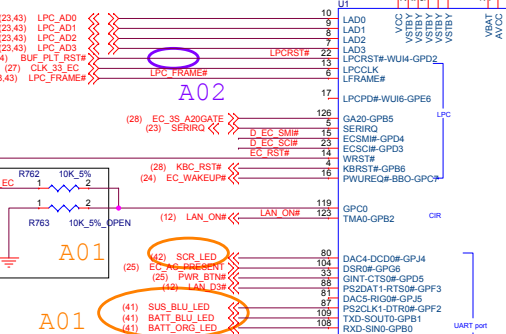 U1
(23,43) LPC_AD0 10 LAD0
(23,43) LPC_AD1 9 LAD1
(23,43) LPC_AD2 8 LAD2
(23,43) LPC_AD3 7 LAD3
BUF_PLT_RST# LPCRST# 22 LPCRST#-WUI4-GPD2
(27) CLK_33_EC 13 LPCCLK
,43) LPC_FRAME# LPC_FRAME# 6 LFRAME#
VCC
VSTBY
VSTBY
VSTBY
VSTBY
VBAT
AVCC
A02
17 LPCPD#-WUI6-GPE6
LPC
(28) EC_3S_A20GATE 126 GA20-GPB5
(23) SERIRQ 5 SERIRQ
D_EC_SMI# 15 ECSMI#-GPD4
D_EC_SCI# 23 ECSCI#-GPD3
EC_RST# 14 WRST#
(28) KBC_RST# 4 KBRST#-GPB6
(24) EC_WAKEUP# 16 PWUREQ#-BBO-GPC7
R762 10K_5%
EC 1 2
1 2
R763 10K_5%_OPEN
119 GPC0
(12) LAN_ON# LAN_ON# 123 TMA0-GPB2
CIR
A01
(42) SCR_LED 80 DAC4-DCD0#-GPJ4
(25) EC_AC_PRESENT 104 DSR0#-GPG6
(25) PWR_BTN# 33 GINT-CTS0#-GPD5
(12) LAN_D3# 88 PS2DAT1-RTS0#-GPF3
81 DAC5-RIG0#-GPJ5
(41) SUS_BLU_LED 87 PS2CLK1-DTR0#-GPF2
(41) BATT_BLU_LED 109 TXD-SOUT0-GPB1
(41) BATT_ORG_LED 108 RXD-SIN0-GPB0
A01
UART port